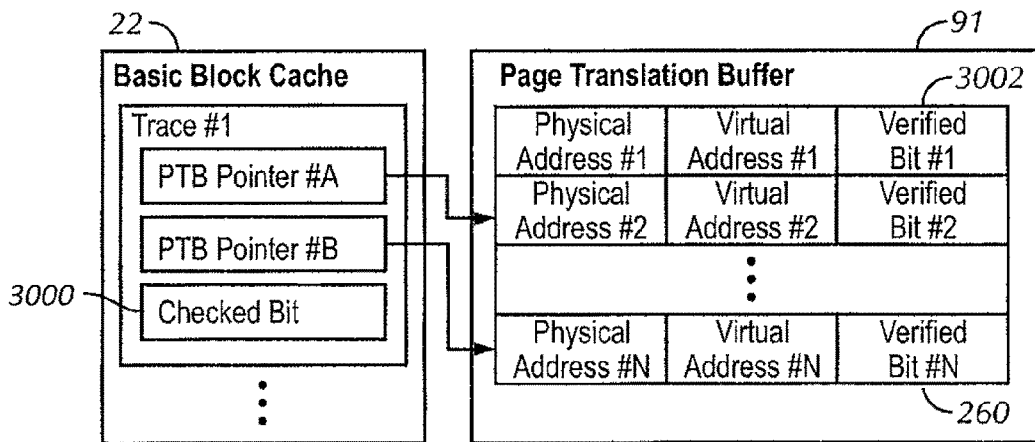 22
91
Basic Block Cache
Page Translation Buffer
3002
Trace #1
PTB Pointer #A
PTB Pointer #B
3000
Checked Bit
Physical
Address #1
Virtual
Address #1
Verified
Bit #1
Physical
Address #2
Virtual
Address #2
Verified
Bit #2
Physical
Address #N
Virtual
Address #N
Verified
Bit #N
260